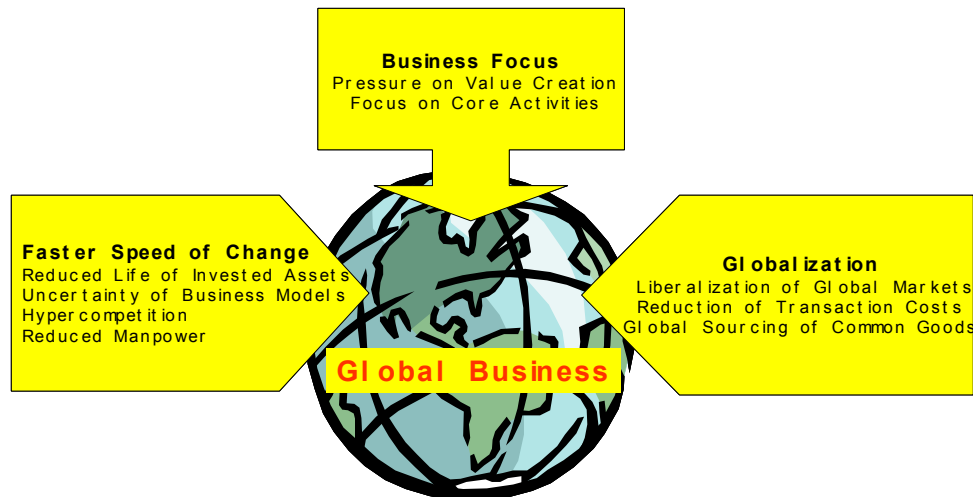 Business Focus
Pressure on Value Creation
Focus on Core Activities
Faster Speed of Change
Reduced Life of Invested Assets
Uncertainty of Business Models
Hypercompetition
Reduced Manpower
Globalization
Liberalization of Global Markets
Reduction of Transaction Costs
Global Sourcing of Common Goods
Global Business